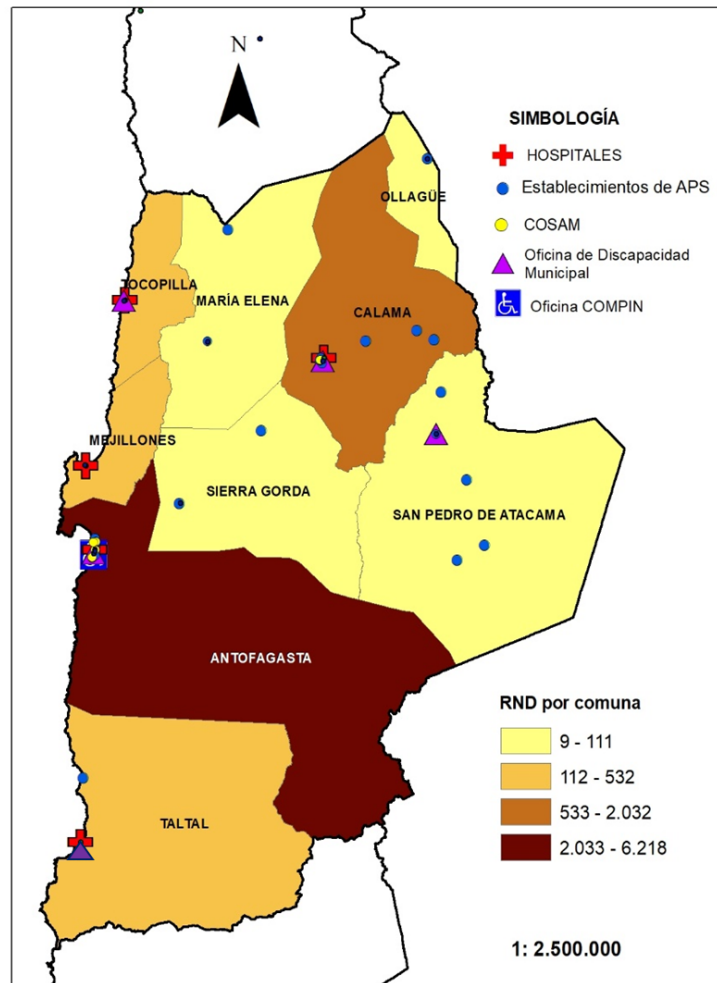 N
SIMBOLOGÍA
HOSPITALES
OLLAGÜE
Establecimientos de APS
COSAM
Oficina de Discapacidad
Municipal
TOCOPILLA
MARÍA ELENA
Oficina COMPIN
CALAMA
MEJILLONES
SIERRA GORDA
SAN PEDRO DE ATACAMA
ANTOFAGASTA
RND por comuna
9 - 111
112 - 532
533 - 2.032
TALTAL
2.033 - 6.218
1: 2.500.000